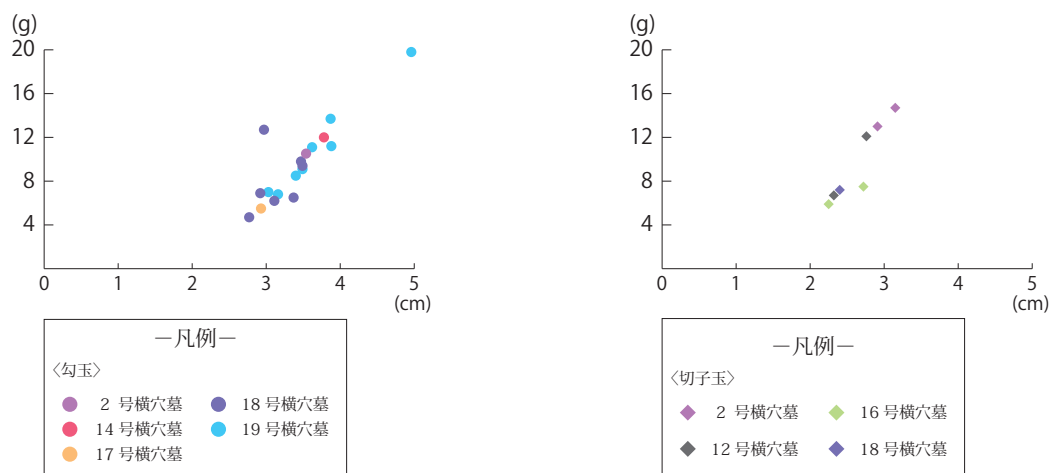 (g)
20
16
12
8
4
0 1 2 3 4 5
(cm)
―凡例―
〈勾玉〉
2 号横穴墓
18 号横穴墓
14 号横穴墓
19 号横穴墓
17 号横穴墓
(g)
20
16
12
8
4
0 1 2 3 4 5
(cm)
―凡例―
〈切子玉〉
2 号横穴墓
16 号横穴墓
12 号横穴墓
18 号横穴墓